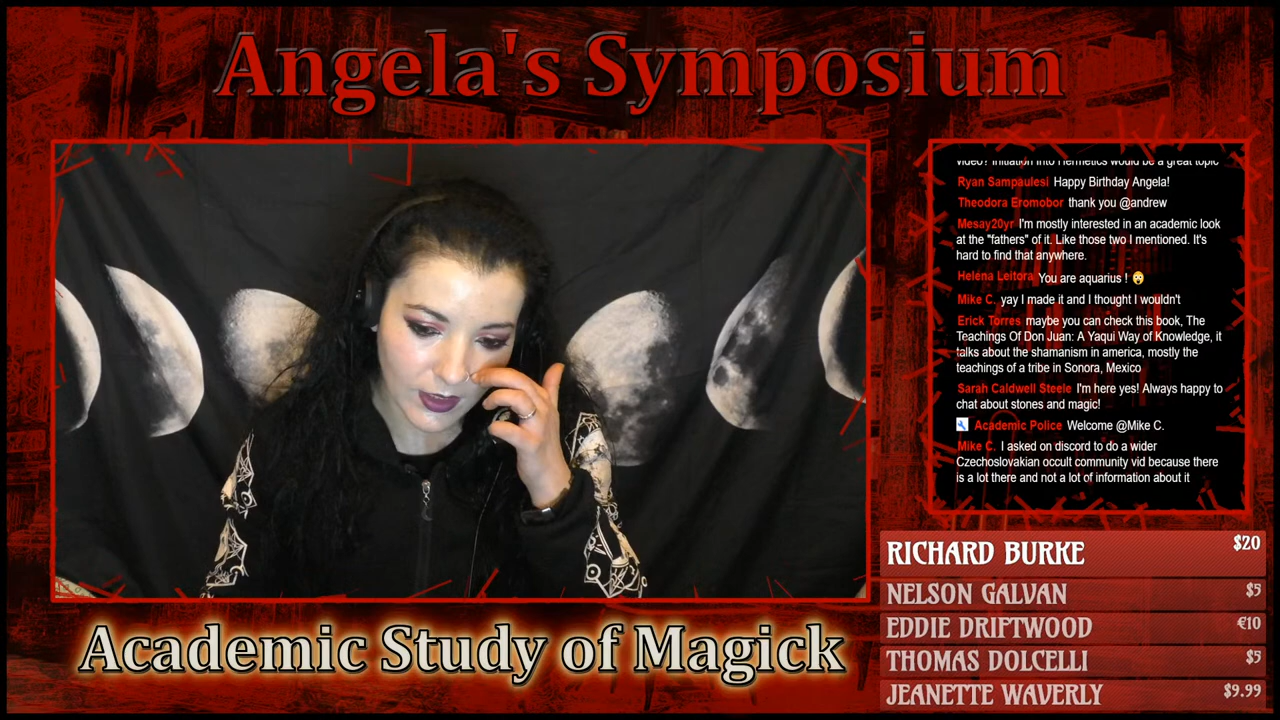 Angela's Symposium
video? Initiation Into Hermetics would be a great topic
Ryan Sampaulesi Happy Birthday Angela!
Theodora Eromobor thank you @andrew
Mesay20yr I'm mostly interested in an academic look
at the "fathers" of it. Like those two I mentioned. It's
hard to find that anywhere.
Helena Leitora You are aquarius !
Mike C. yay I made it and I thought I wouldn't
Erick Torres maybe you can check this book, The
Teachings Of Don Juan: A Yaqui Way of Knowledge, it
talks about the shamanism in america, mostly the
teachings of a tribe in Sonora, Mexico
Sarah Caldwell Steele I'm here yes! Always happy to
chat about stones and magic!
Academic Police Welcome @Mike C.
Mike C. I asked on discord to do a wider
Czechoslovakian occult community vid because there
is a lot there and not a lot of information about it
RICHARD BURKE $20
NELSON GALVAN $5
EDDIE DRIFTWOOD €10
THOMAS DOLCELLI $5
JEANETTE WAVERLY $9.99
Academic Study of Magick